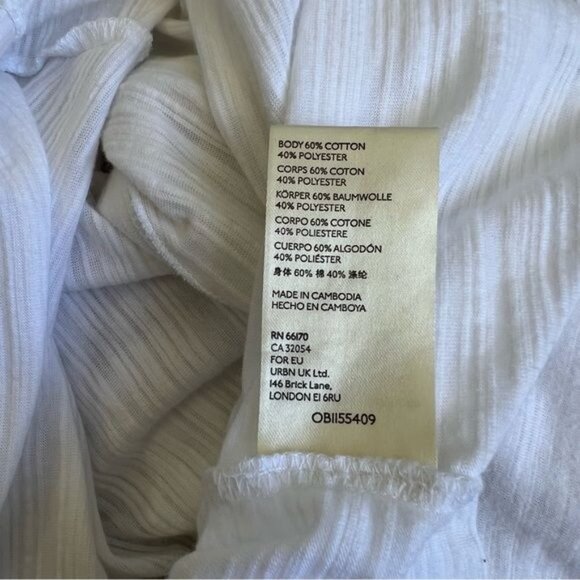 BODY 60% COTTON
40% POLYESTER
CORPS 60% COTON
40% POLYESTER
KÖRPER 60% BAUMWOLLE
40% POLYESTER
CORPO 60% COTONE
40% POLIESTERE
CUERPO 60% ALGODÓN
40% POLIÉSTER
身体 60% 棉 40% 涤纶
MADE IN CAMBODIA
HECHO EN CAMBOYA
RN 66170
CA 32054
FOR EU
URBN UK Ltd.
146 Brick Lane,
LONDON E1 6RU
OB1155409